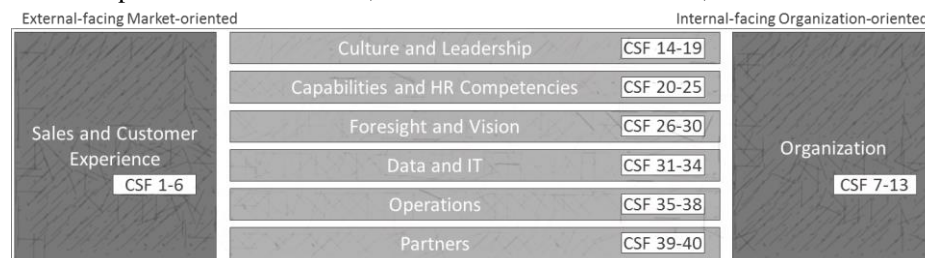 External-facing Market-oriented
Internal-facing Organization-oriented
Sales and Customer
Experience
CSF 1-6
Culture and Leadership CSF 14-19
Capabilities and HR Competencies CSF 20-25
Foresight and Vision CSF 26-30
Data and IT CSF 31-34
Operations CSF 35-38
Partners CSF 39-40
Organization
CSF 7-13